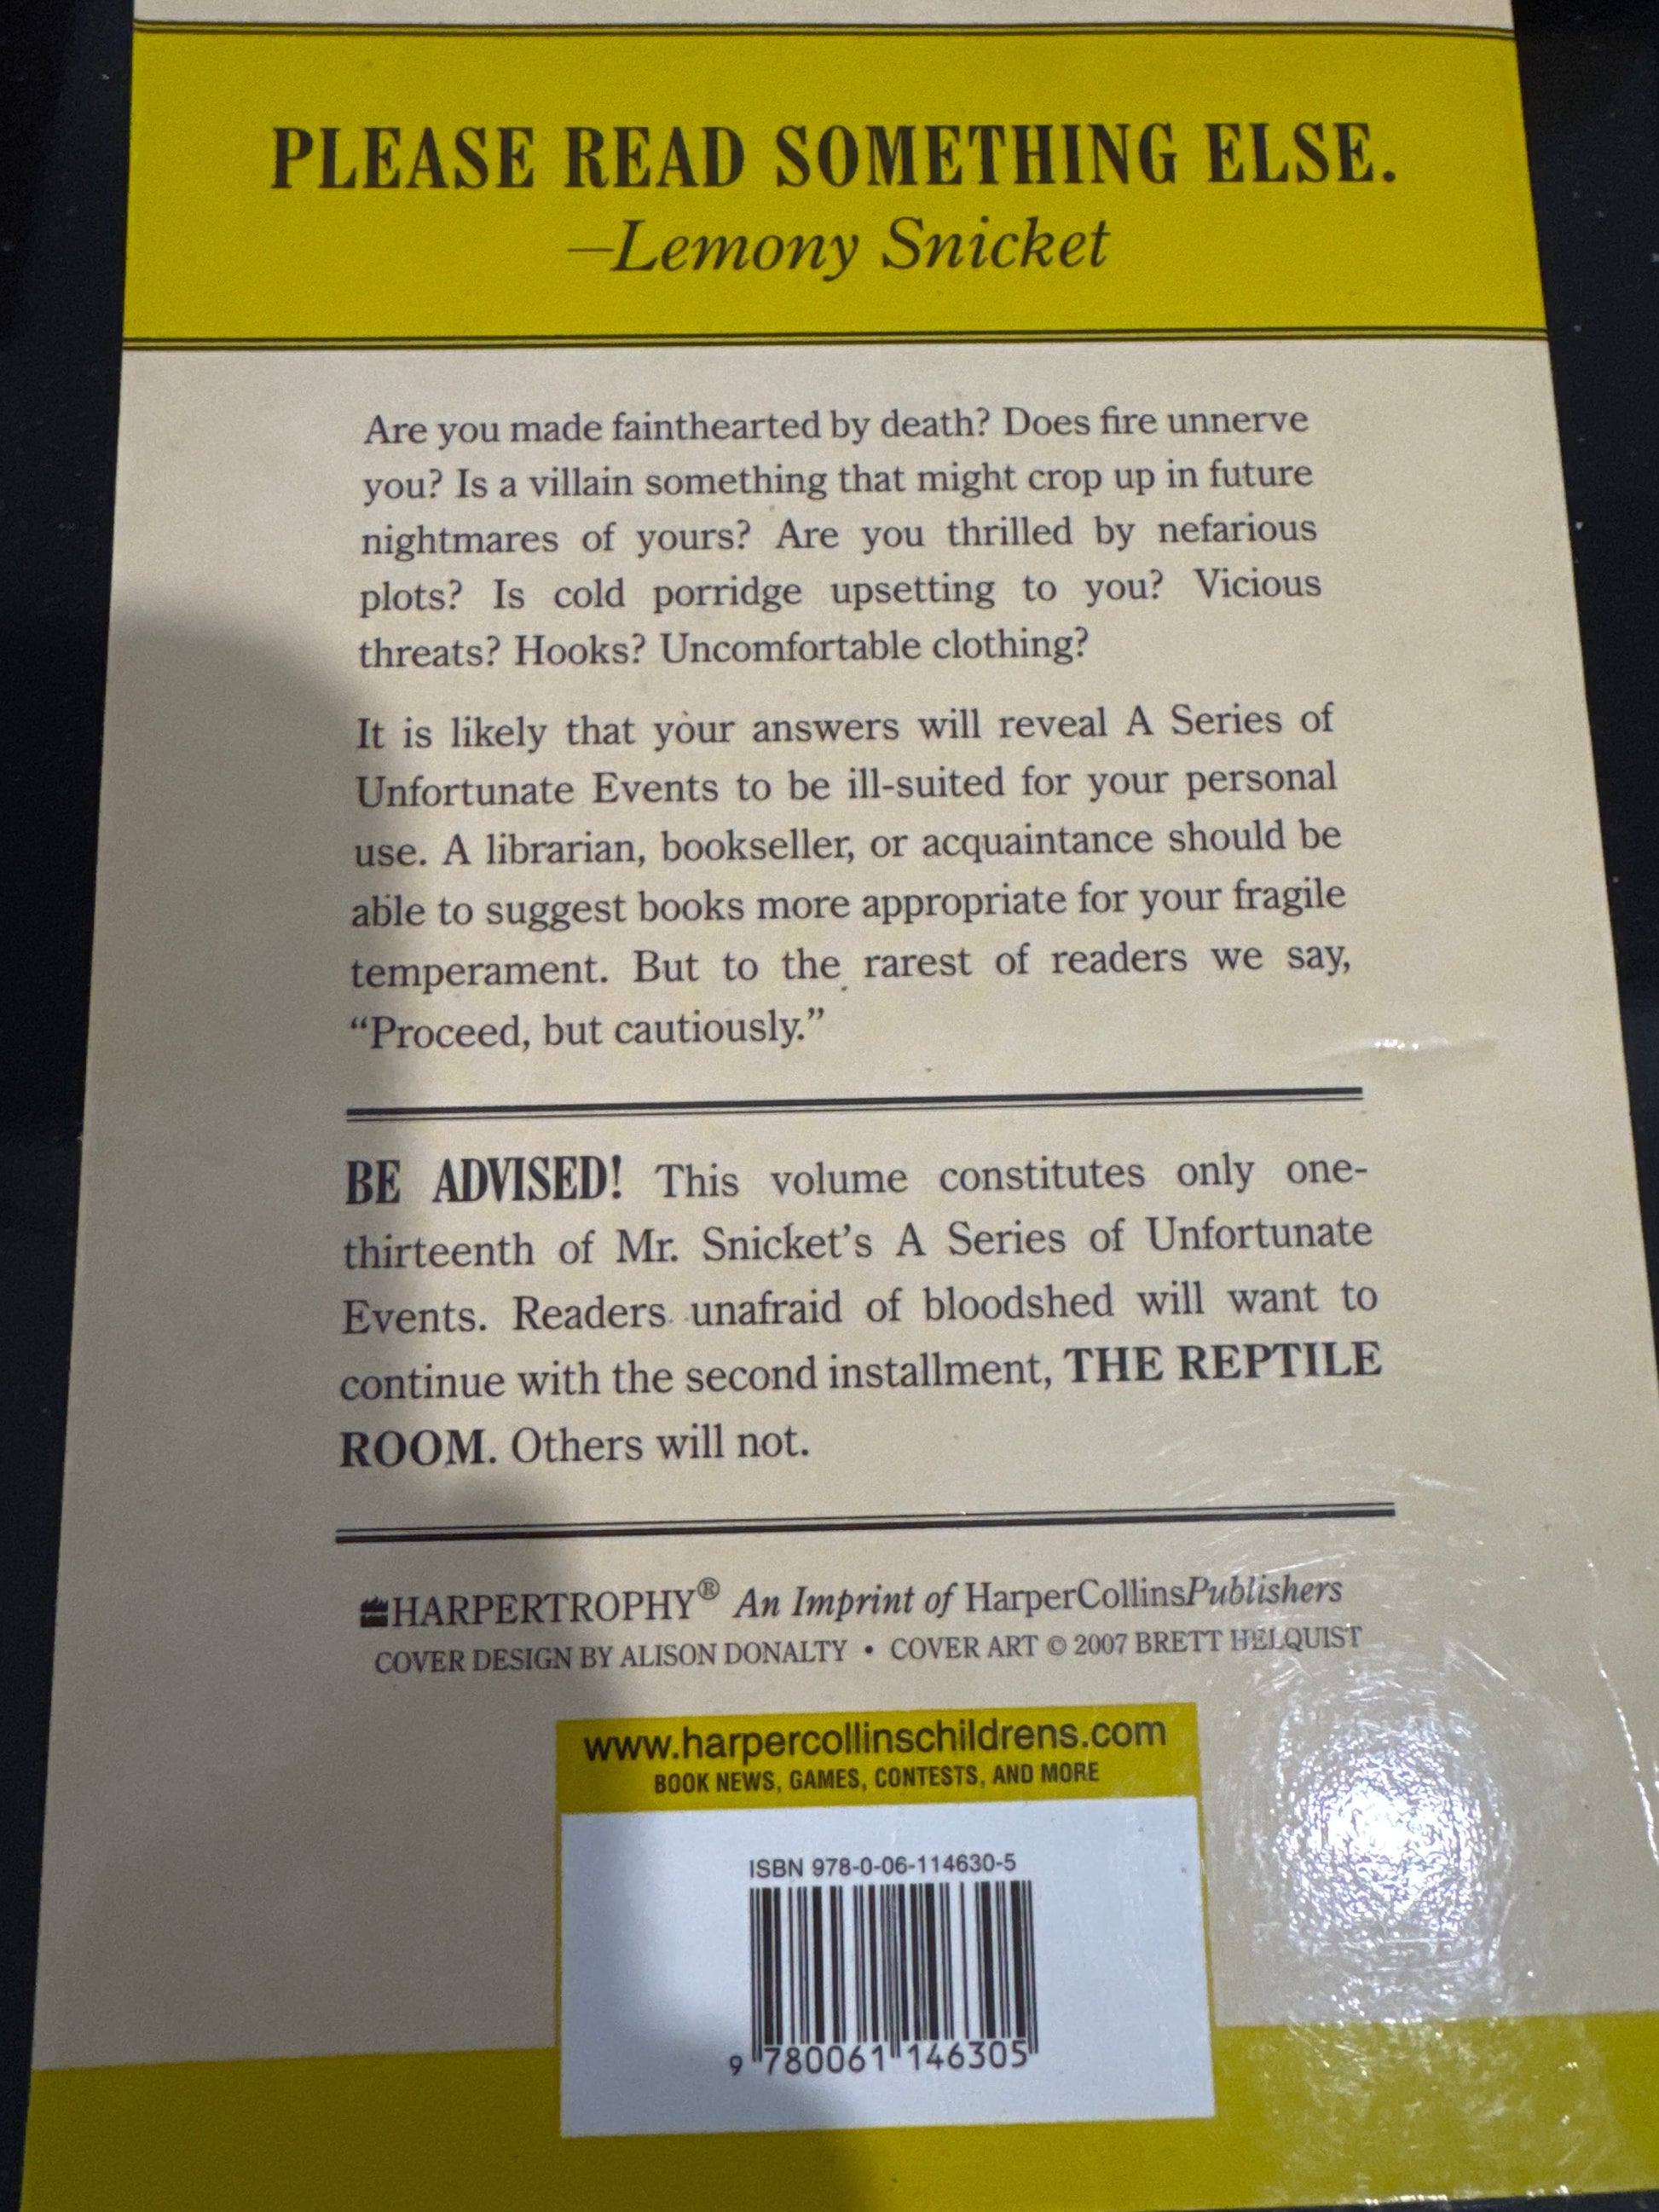 PLEASE READ SOMETHING ELSE.
—Lemony Snicket
Are you made fainthearted by death? Does fire unnerve
you? Is a villain something that might crop up in future
nightmares of yours? Are you thrilled by nefarious
plots? Is cold porridge upsetting to you? Vicious
threats? Hooks? Uncomfortable clothing?
It is likely that your answers will reveal A Series of
Unfortunate Events to be ill-suited for your personal
use. A librarian, bookseller, or acquaintance should be
able to suggest books more appropriate for your fragile
temperament. But to the rarest of readers we say,
“Proceed, but cautiously.”
BE ADVISED! This volume constitutes only one-
thirteenth of Mr. Snicket’s A Series of Unfortunate
Events. Readers unafraid of bloodshed will want to
continue with the second installment, THE REPTILE
ROOM. Others will not.
HARPERTROPHY® An Imprint of HarperCollinsPublishers
COVER DESIGN BY ALISON DONALTY • COVER ART © 2007 BRETT HELQUIST
www.harpercollinschildrens.com
BOOK NEWS, GAMES, CONTESTS, AND MORE
ISBN 978-0-06-114630-5
9 780061 146305